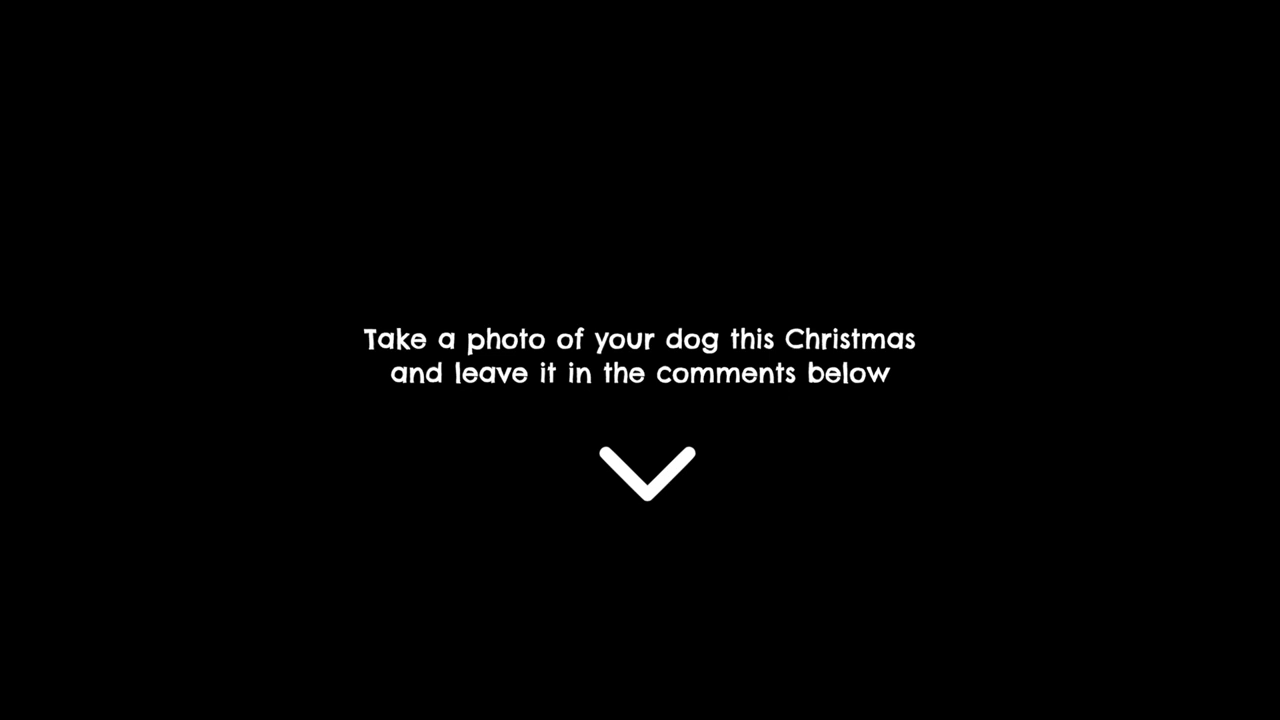 Take a photo of your dog this Christmas
and leave it in the comments below